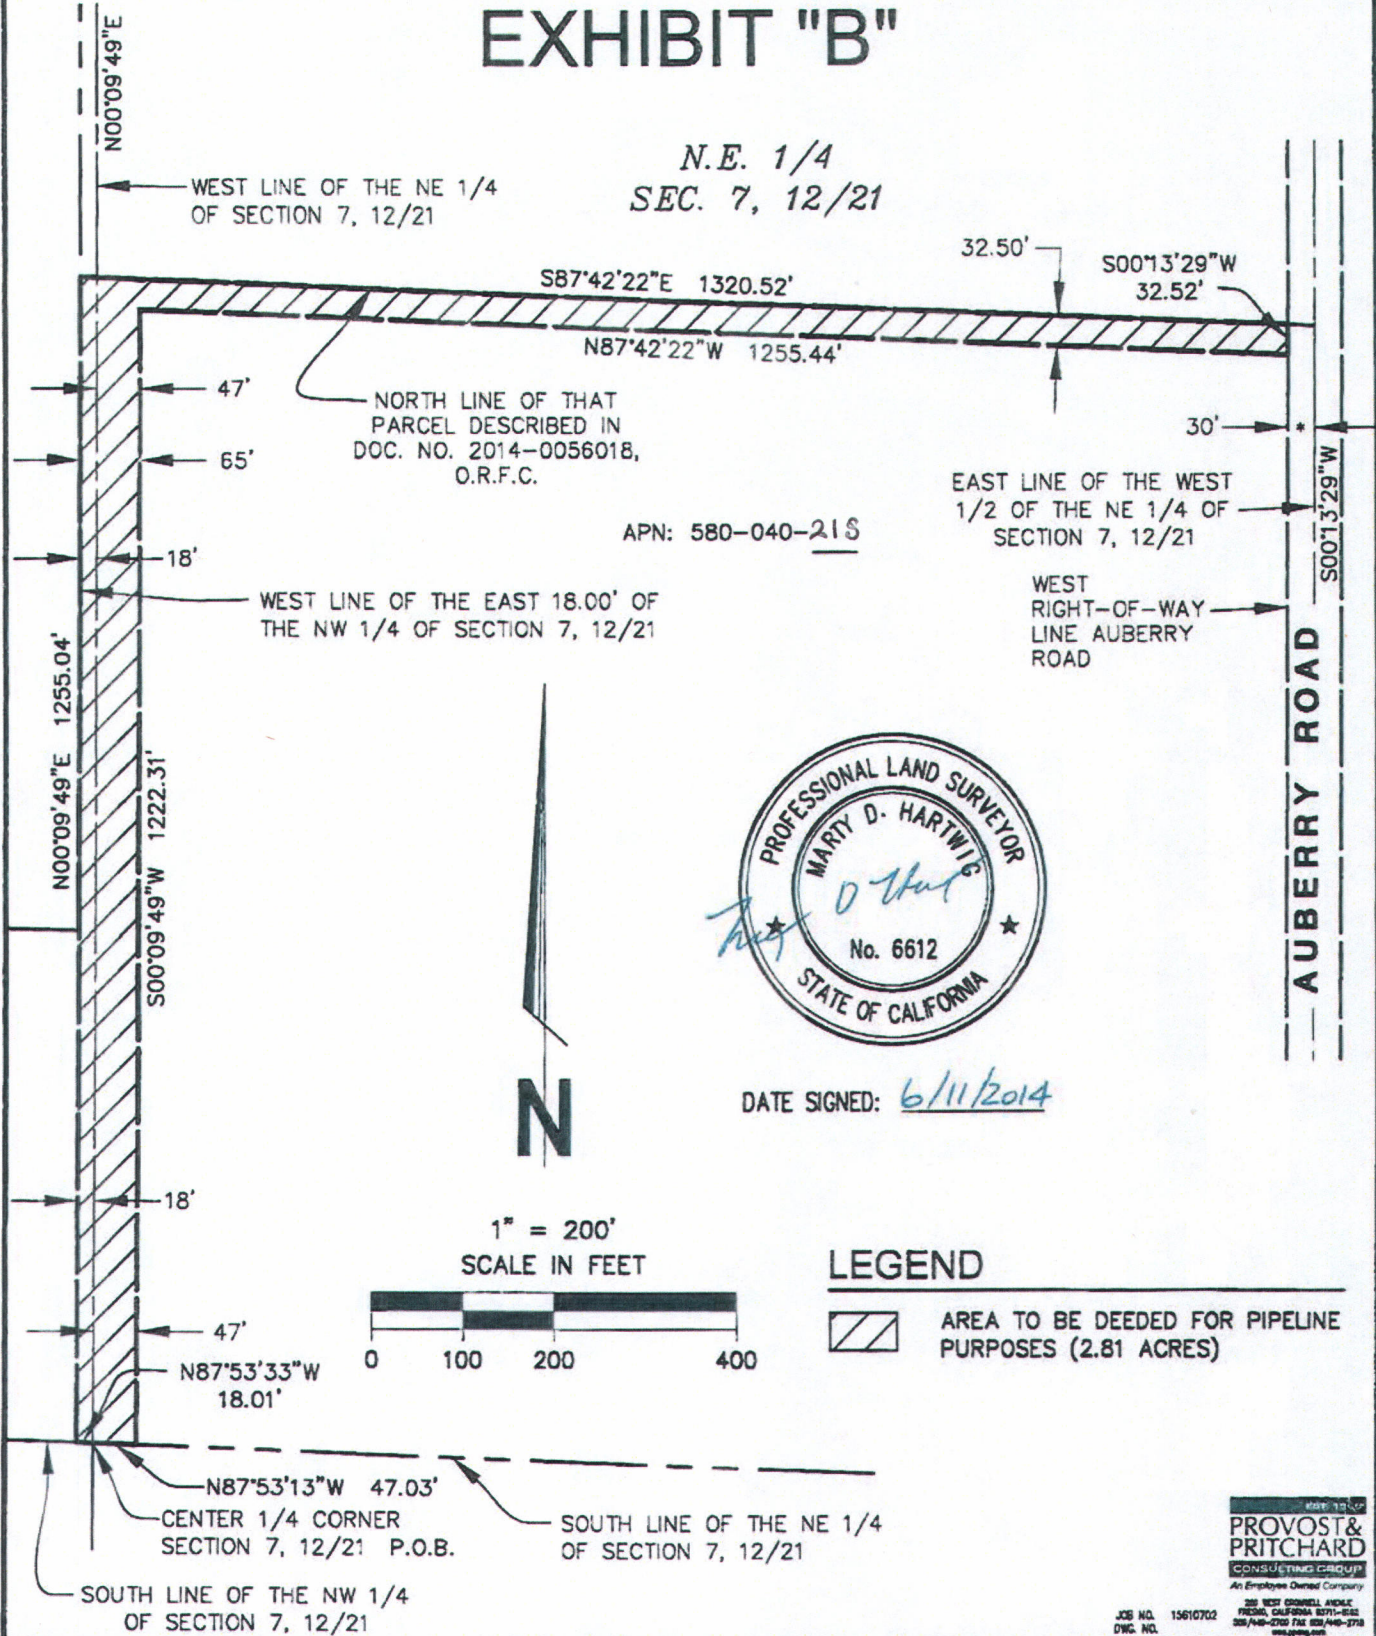 EXHIBIT "B"
N00°09'49"E
N.E. 1/4
SEC. 7, 12/21
WEST LINE OF THE NE 1/4
OF SECTION 7, 12/21
32.50'
S00°13'29"W
32.52'
S87°42'22"E 1320.52'
N87°42'22"W 1255.44'
47'
NORTH LINE OF THAT
PARCEL DESCRIBED IN
DOC. NO. 2014-0056018,
O.R.F.C.
30'
*
65'
S00°13'29"W
EAST LINE OF THE WEST
1/2 OF THE NE 1/4 OF
SECTION 7, 12/21
APN: 580-040-21S
18'
WEST LINE OF THE EAST 18.00' OF
THE NW 1/4 OF SECTION 7, 12/21
WEST
RIGHT-OF-WAY
LINE AUBERRY
ROAD
N00°09'49"E 1255.04'
S00°09'49"W 1222.31'
AUBERRY ROAD
PROFESSIONAL LAND SURVEYOR
MARTY D. HARTWIG
No. 6612
STATE OF CALIFORNIA
N
DATE SIGNED: 6/11/2014
18'
1" = 200'
SCALE IN FEET
0 100 200 400
LEGEND
AREA TO BE DEEDED FOR PIPELINE
PURPOSES (2.81 ACRES)
47'
N87°53'33"W
18.01'
N87°53'13"W 47.03'
CENTER 1/4 CORNER
SECTION 7, 12/21 P.O.B.
SOUTH LINE OF THE NE 1/4
OF SECTION 7, 12/21
SOUTH LINE OF THE NW 1/4
OF SECTION 7, 12/21
PROVOST&
PRITCHARD
CONSULTING GROUP
An Employee Owned Company
JOB NO. 15610702
DWG. NO.